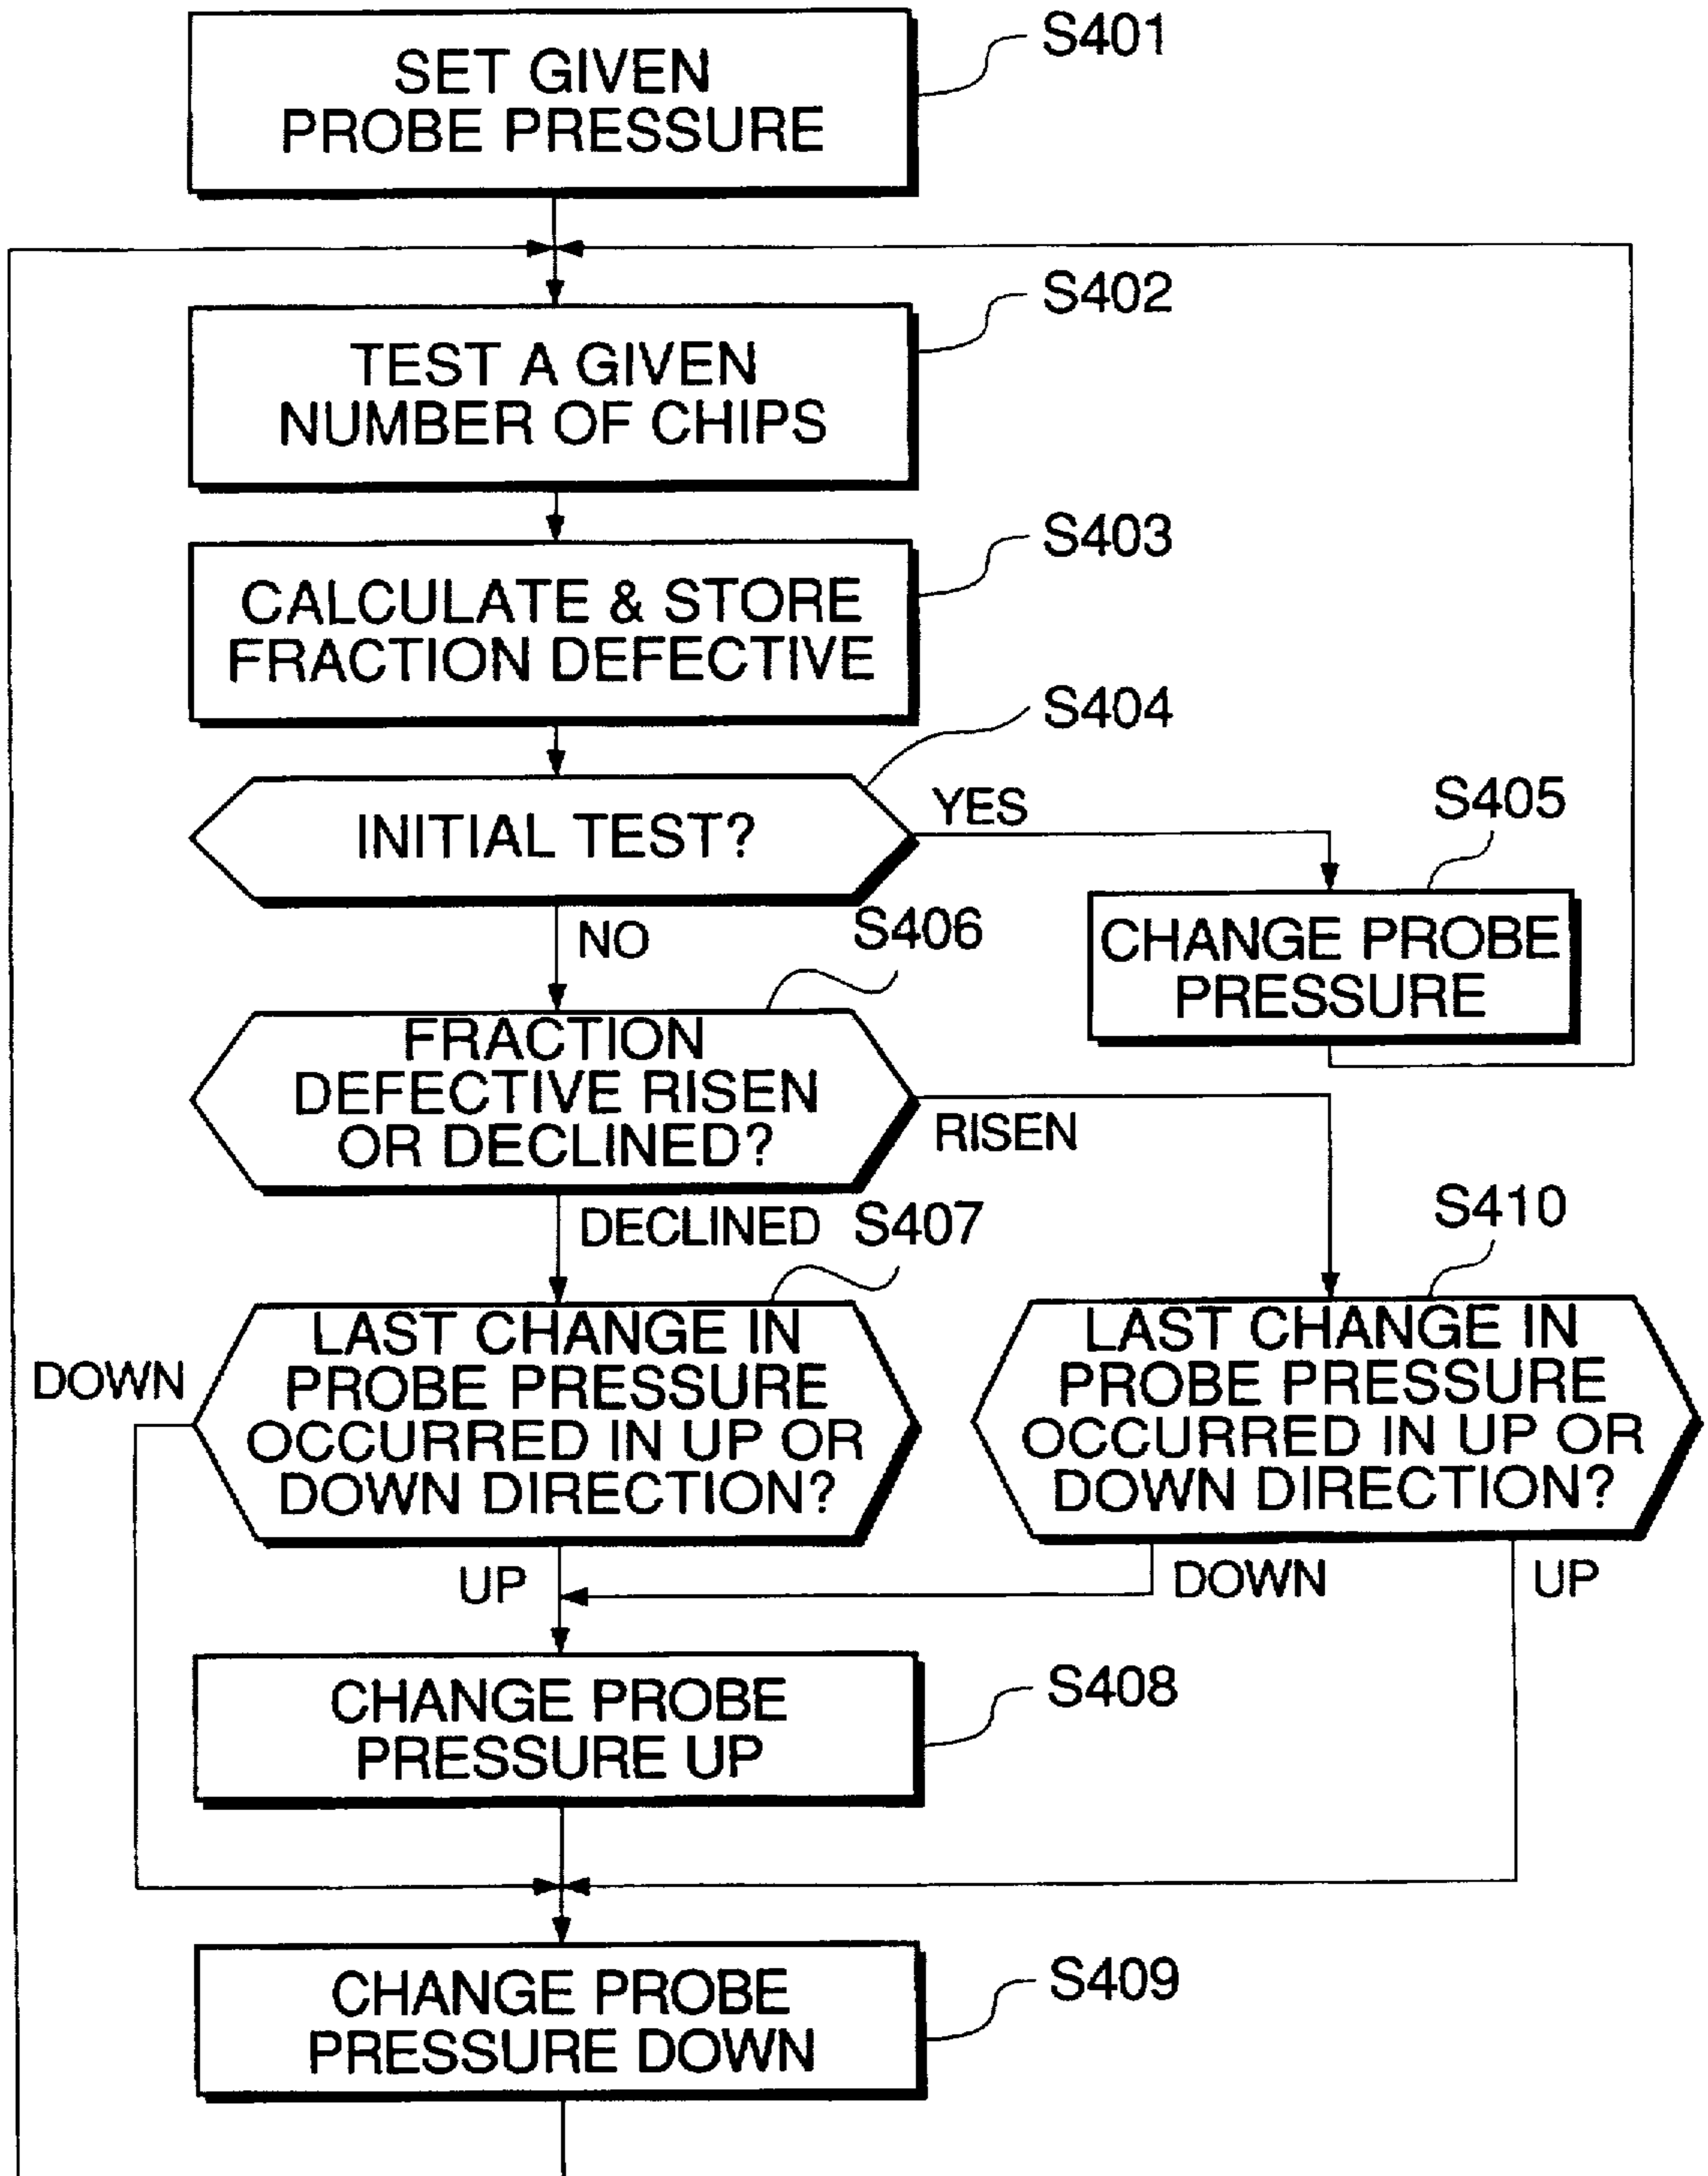 SET GIVEN
PROBE PRESSURE
S401
TEST A GIVEN
NUMBER OF CHIPS
S402
CALCULATE & STORE
FRACTION DEFECTIVE
S403
INITIAL TEST?
S404
YES
NO
CHANGE PROBE
PRESSURE
S405
FRACTION
DEFECTIVE RISEN
OR DECLINED?
S406
RISEN
DECLINED
LAST CHANGE IN
PROBE PRESSURE
OCCURRED IN UP OR
DOWN DIRECTION?
S407
DOWN
UP
LAST CHANGE IN
PROBE PRESSURE
OCCURRED IN UP OR
DOWN DIRECTION?
S410
DOWN
UP
CHANGE PROBE
PRESSURE UP
S408
CHANGE PROBE
PRESSURE DOWN
S409